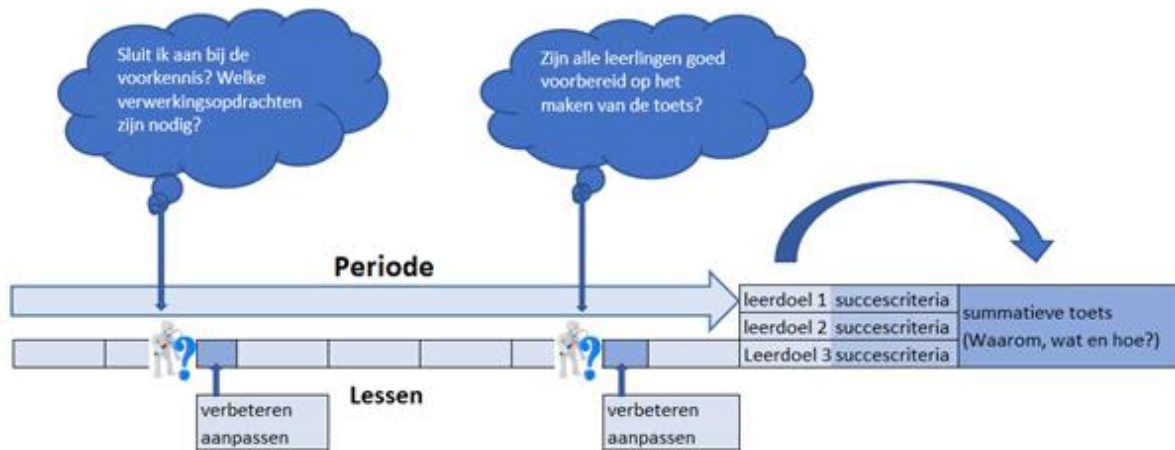 Sluit ik aan bij de
voorkennis? Welke
verwerkingsopdrachten
zijn nodig?
Zijn alle leerlingen goed
voorbereid op het
maken van de toets?
Periode
leerdoel 1 succescriteria
leerdoel 2 succescriteria
Leerdoel 3 succescriteria
summatieve toets
(Waarom, wat en hoe?)
?
?
Lessen
verbeteren
aanpassen
verbeteren
aanpassen